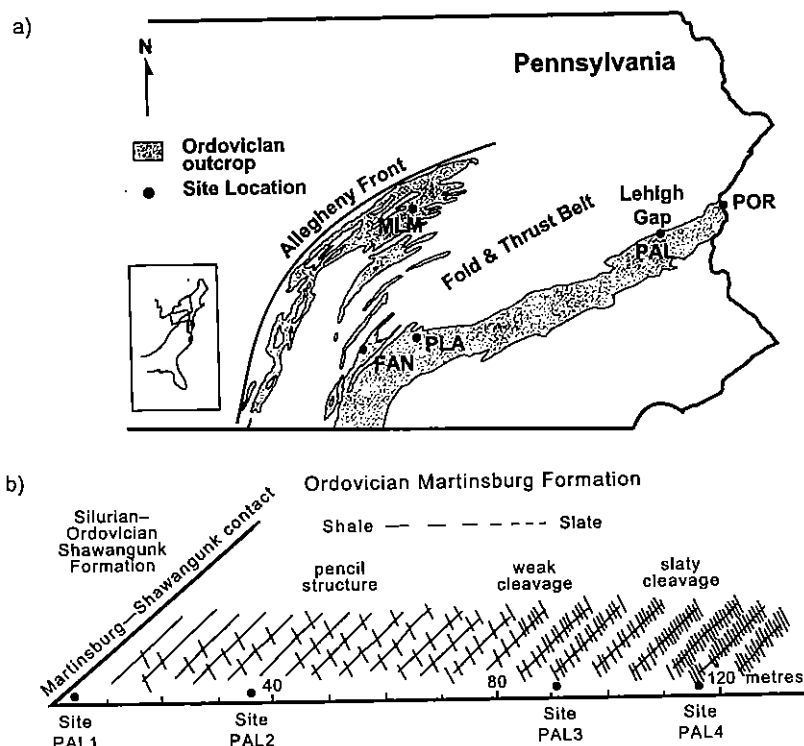 a)
N
Pennsylvania
Ordovician
outcrop
Site Location
Allegheny Front
MLM
Fold & Thrust Belt
Lehigh
Gap
POR
PAL
PLA
FAN
b)
Ordovician Martinsburg Formation
Silurian–
Ordovician
Shawangunk
Formation
Martinsburg–Shawangunk contact
Shale — — — – – – - - - Slate
pencil
structure
weak
cleavage
slaty
cleavage
40
80
120 metres
Site
PAL1
Site
PAL2
Site
PAL3
Site
PAL4